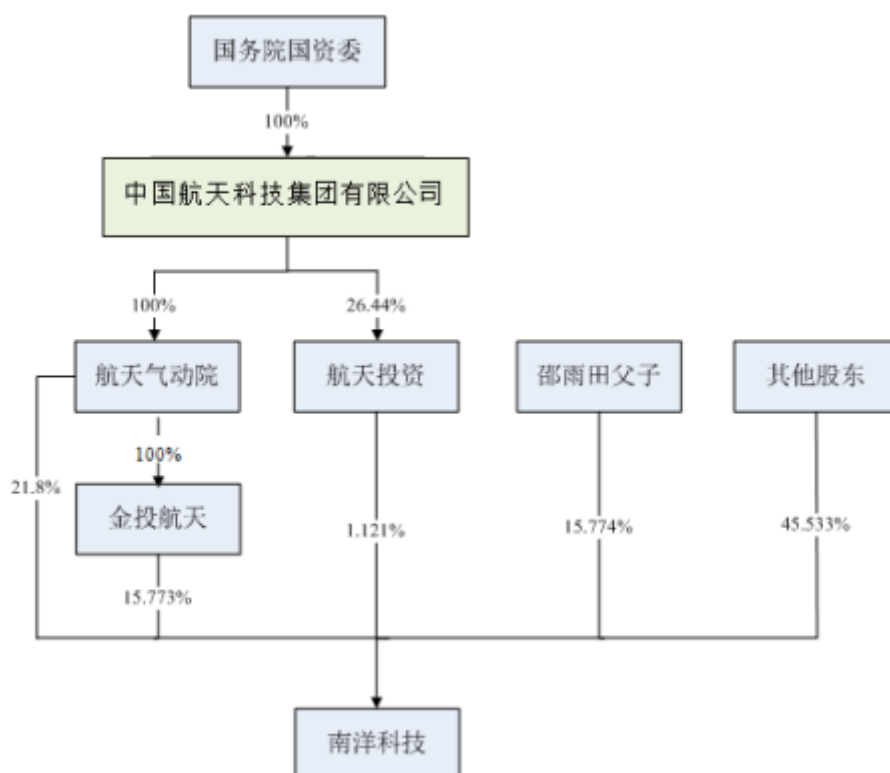 国务院国资委
100%
中国航天科技集团有限公司
100%
26.44%
航天气动院
航天投资
邵雨田父子
其他股东
100%
21.8%
金投航天
1.121%
15.774%
45.533%
15.773%
南洋科技